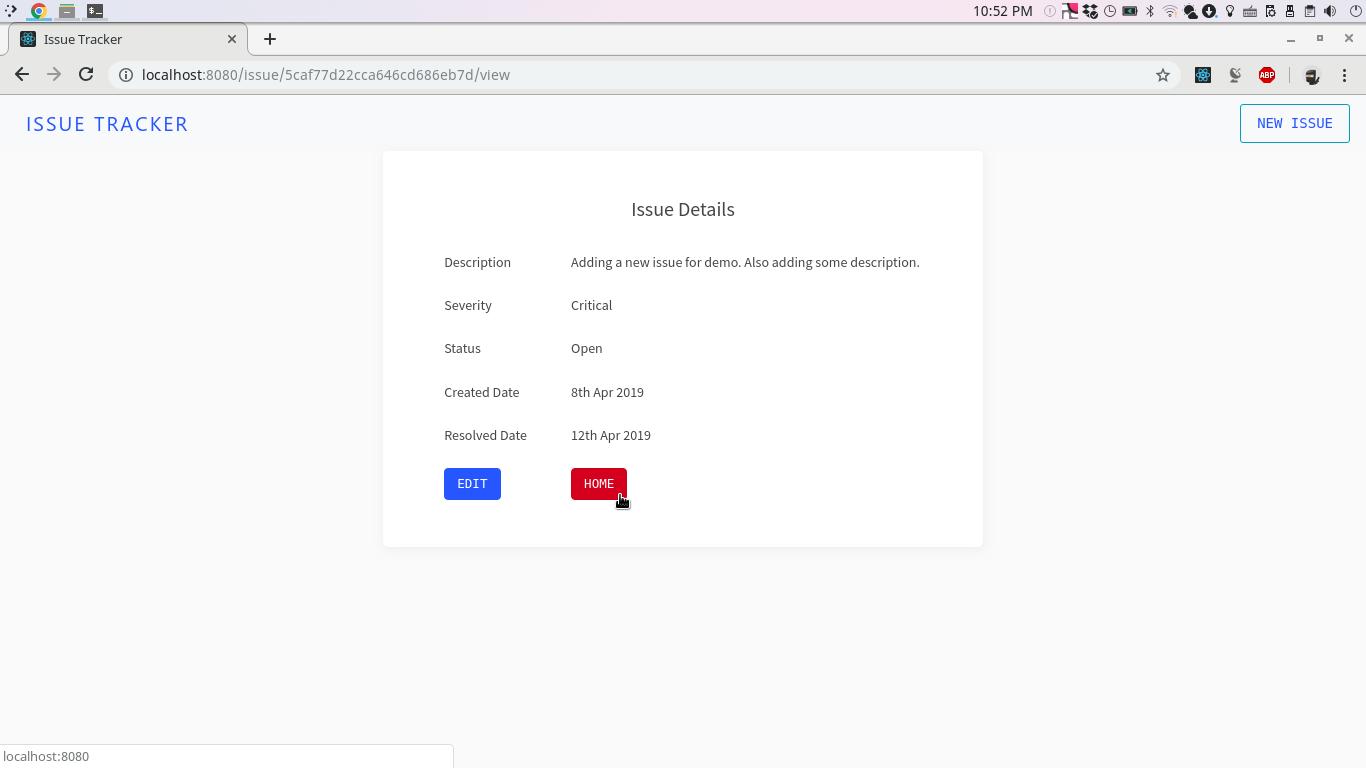 10:52 PM
Issue Tracker
localhost:8080/issue/5caf77d22cca646cd686eb7d/view
ABP
ISSUE TRACKER
NEW ISSUE
Issue Details
Description Adding a new issue for demo. Also adding some description.
Severity Critical
Status Open
Created Date 8th Apr 2019
Resolved Date 12th Apr 2019
EDIT HOME
localhost:8080